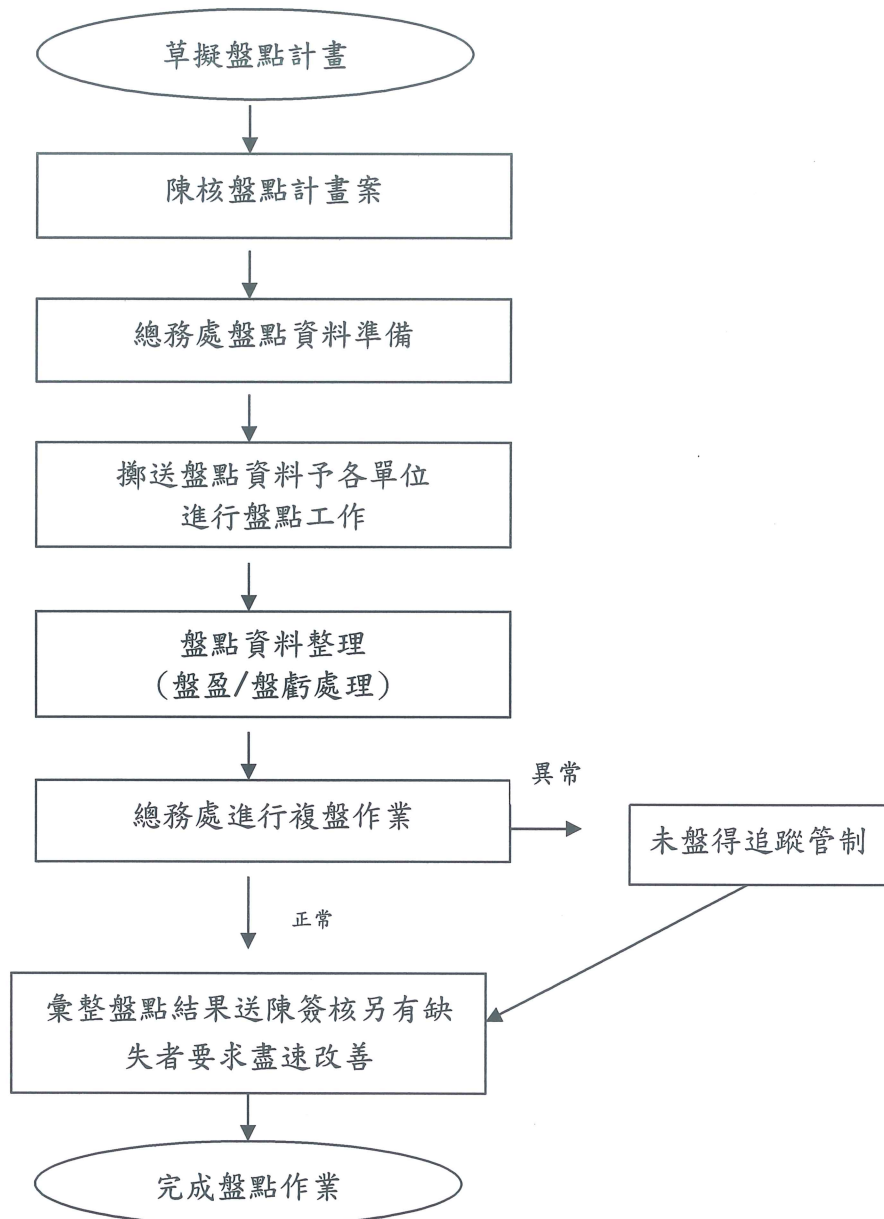 草擬盤點計畫
陳核盤點計畫案
總務處盤點資料準備
擲送盤點資料予各單位
進行盤點工作
盤點資料整理
(盤盈/盤虧處理)
總務處進行複盤作業
異常
未盤得追蹤管制
正常
彙整盤點結果送陳簽核另有缺
失者要求盡速改善
完成盤點作業